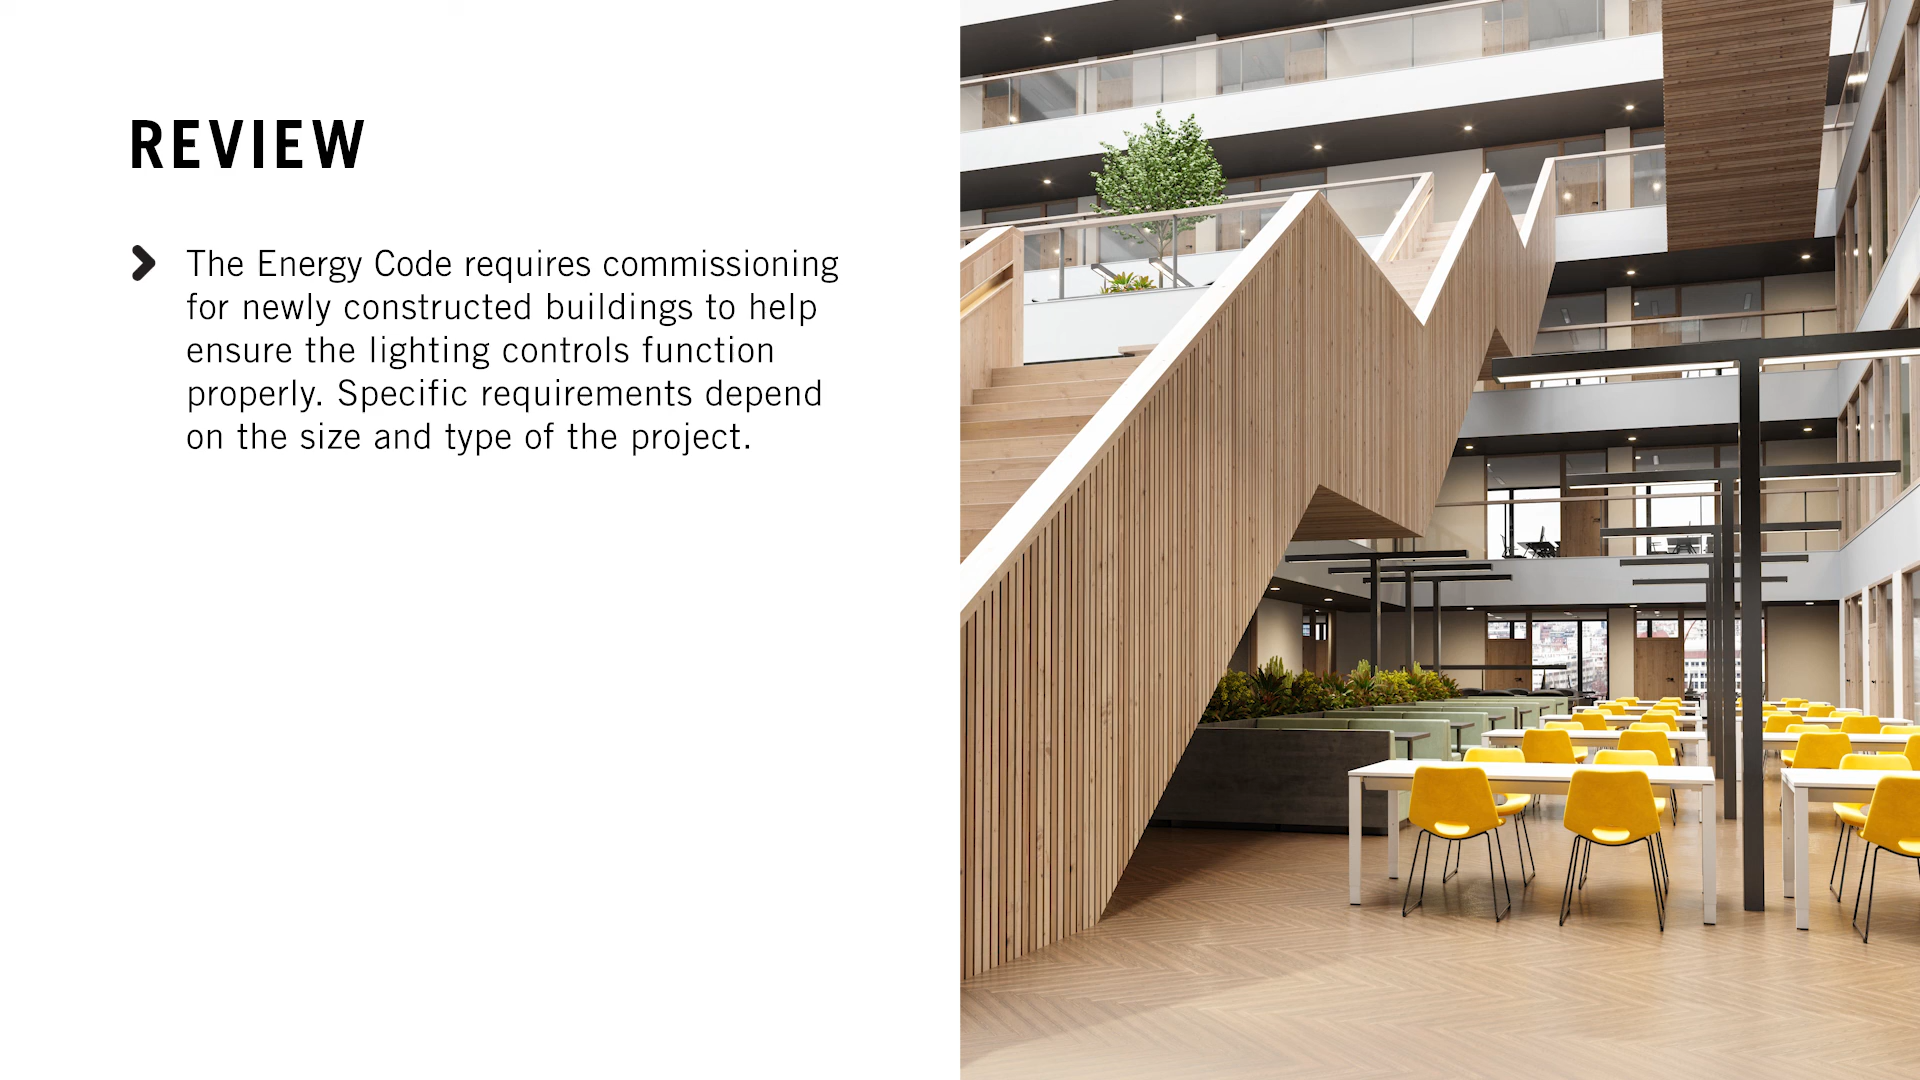 REVIEW
The Energy Code requires commissioning
for newly constructed buildings to help
ensure the lighting controls function
properly. Specific requirements depend
on the size and type of the project.